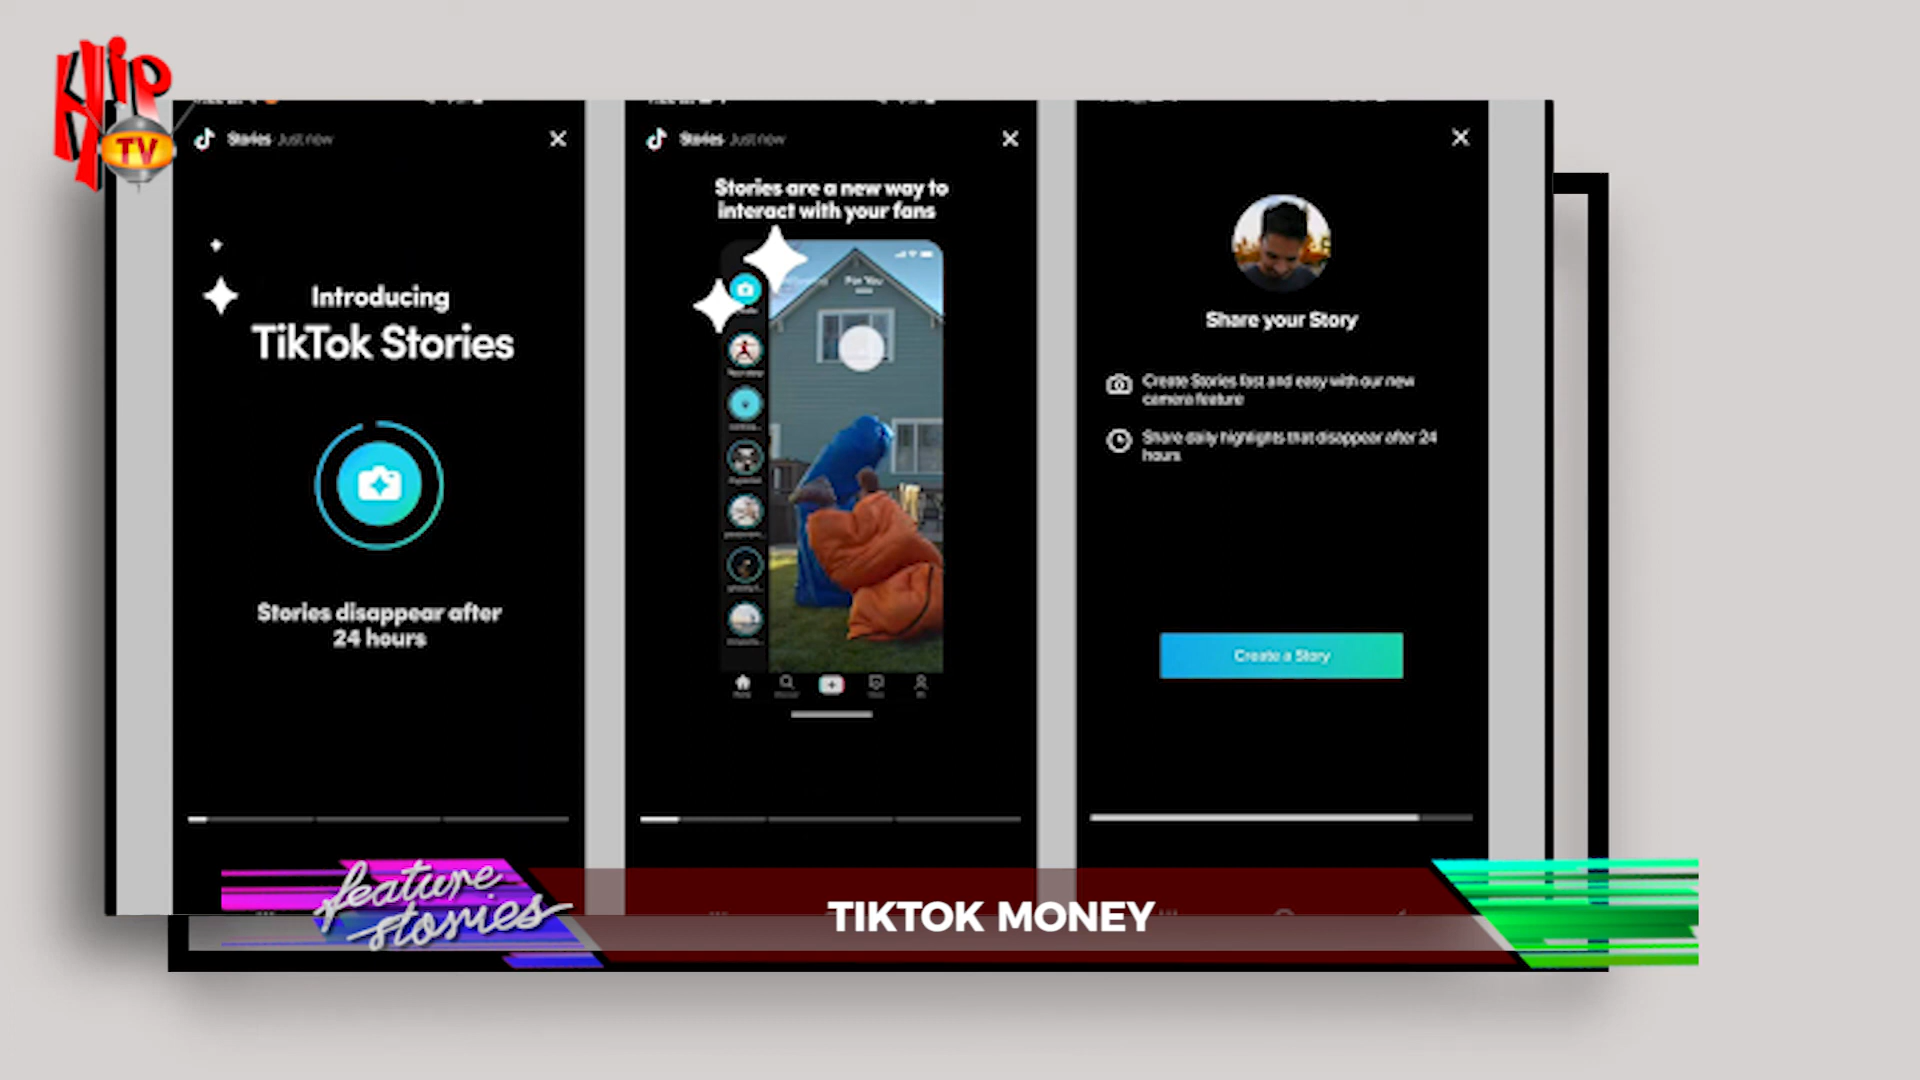 Hip
TV
Stories Just now
Introducing
TikTok Stories
Stories disappear after
24 hours
Stories Just now
Stories are a new way to
interact with your fans
For You
Share your Story
Create Stories fast and easy with our new
camera feature
Share daily highlights that disappear after 24
hours
Create a Story
feature
stories
TIKTOK MONEY